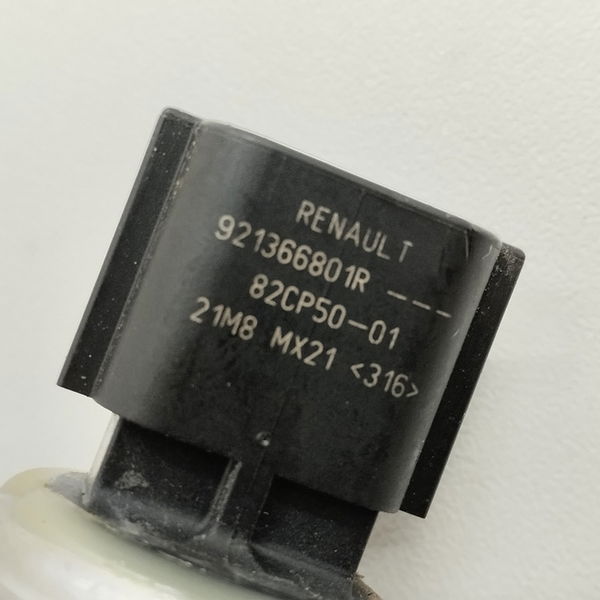 RENAULT
921366801R ---
82CP50-01
21M8 MX21 <316>